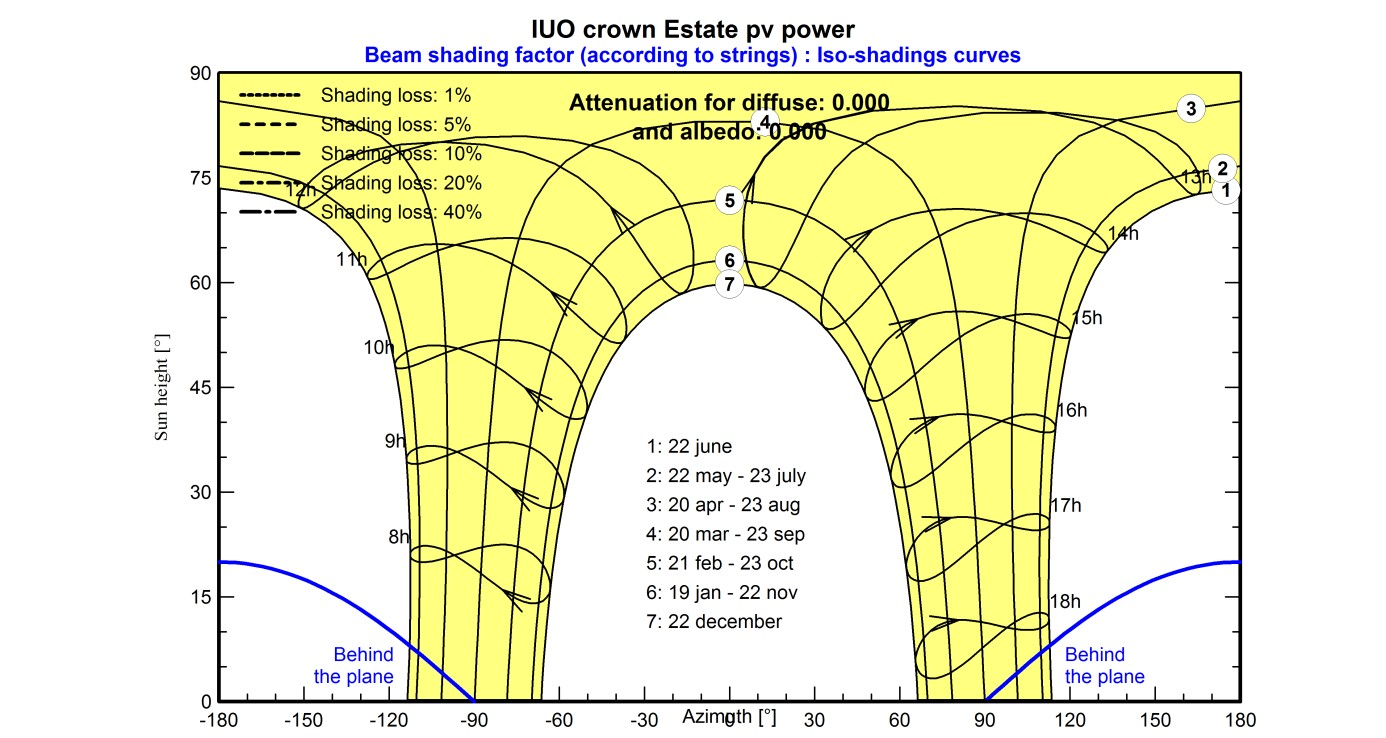 IUO crown Estate pv power
Beam shading factor (according to strings) : Iso-shadings curves
90
75
60
45
30
15
0
Sun height [°]
Shading loss: 1%
Shading loss: 5%
Shading loss: 10%
Shading loss: 20%
Shading loss: 40%
Attenuation for diffuse: 0.000
and albedo: 0.000
4
3
2
1
5
6
7
12h
11h
10h
9h
8h
13h
14h
15h
16h
17h
18h
1: 22 june
2: 22 may - 23 july
3: 20 apr - 23 aug
4: 20 mar - 23 sep
5: 21 feb - 23 oct
6: 19 jan - 22 nov
7: 22 december
Behind
the plane
Behind
the plane
-180 -150 -120 -90 -60 -30 0 30 60 90 120 150 180
Azimuth [°]